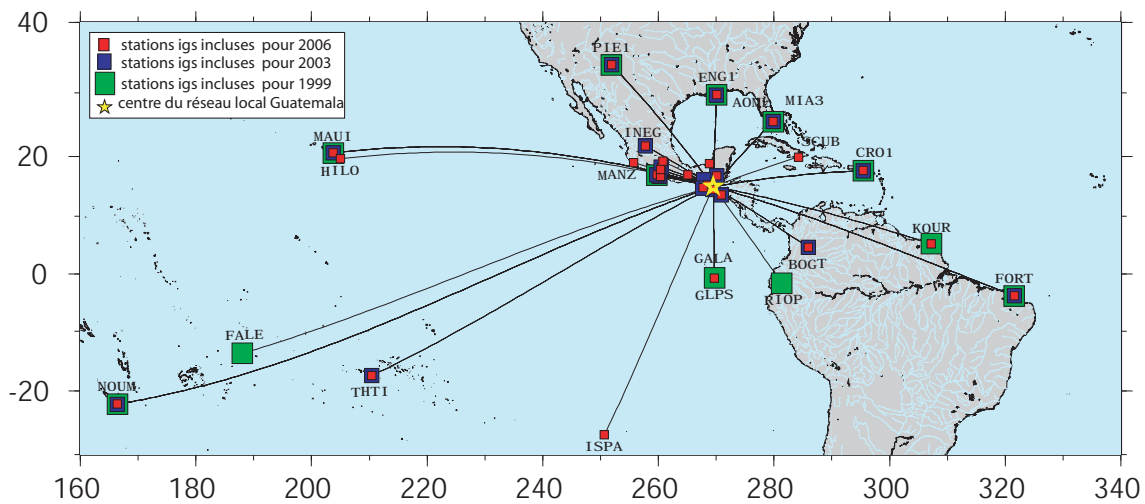 40
20
0
-20
stations igs incluses pour 2006
stations igs incluses pour 2003
stations igs incluses pour 1999
centre du réseau local Guatemala
PIE1
ENG1
AOML
MIA3
INEG
SCUB
MAUI
HILO
MANZ
CRO1
KOUR
GALA
BOGT
GLPS
RIOP
FORT
FALE
THTI
NOUM
ISPA
160 180 200 220 240 260 280 300 320 340